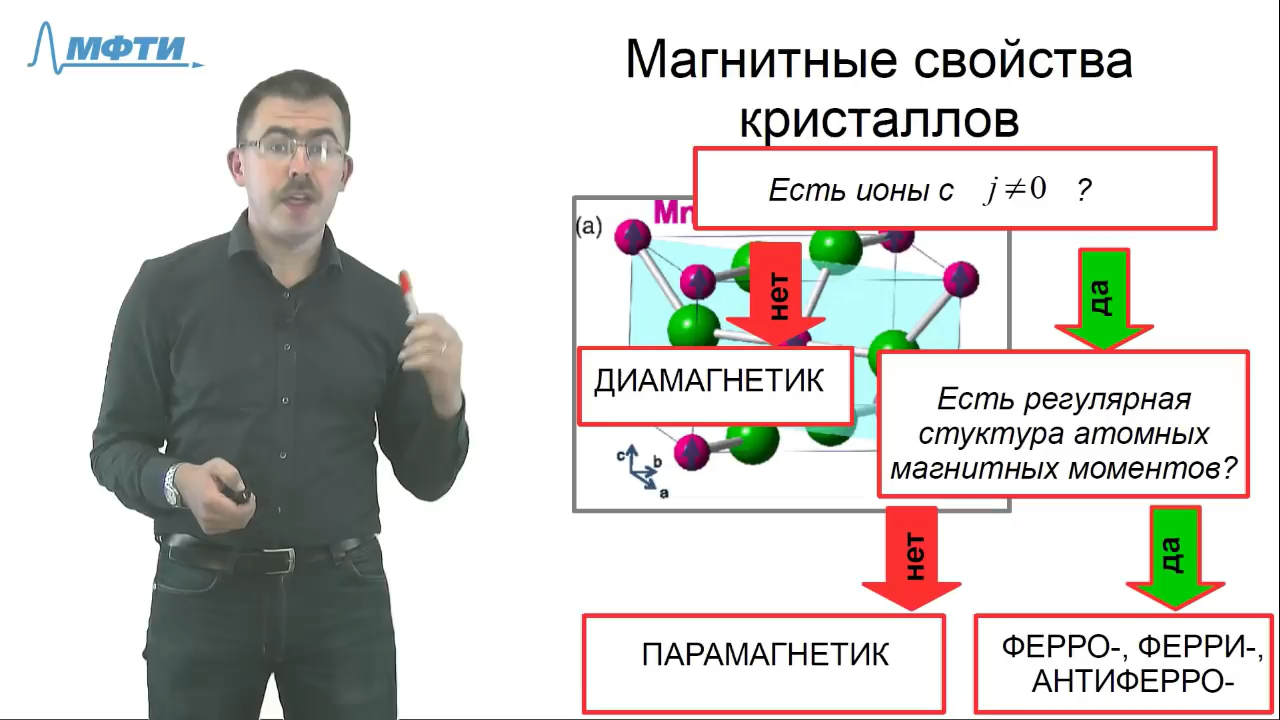 МФТИ
Магнитные свойства
кристаллов
Есть ионы с j≠0 ?
(a)
Mn
нет
да
ДИАМАГНЕТИК
Есть регулярная
стуктура атомных
магнитных моментов?
c
b
a
нет
да
ПАРАМАГНЕТИК
ФЕРРО-, ФЕРРИ-,
АНТИФЕРРО-